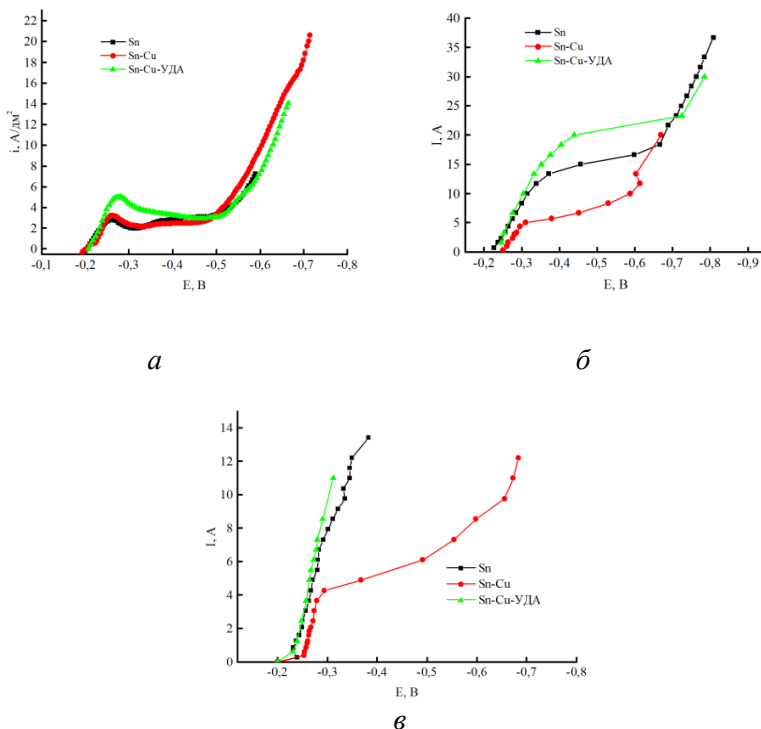 22
20
18
16
14
12
10
8
6
4
2
0
i, А/дм²
Sn
Sn-Cu
Sn-Cu-УДА
-0,1 -0,2 -0,3 -0,4 -0,5 -0,6 -0,7 -0,8
E, В
а
40
35
30
25
20
15
10
5
0
I, А
Sn
Sn-Cu
Sn-Cu-УДА
-0,2 -0,3 -0,4 -0,5 -0,6 -0,7 -0,8 -0,9
E, В
б
14
12
10
8
6
4
2
0
I, А
Sn
Sn-Cu
Sn-Cu-УДА
-0,2 -0,3 -0,4 -0,5 -0,6 -0,7 -0,8
E, В
в